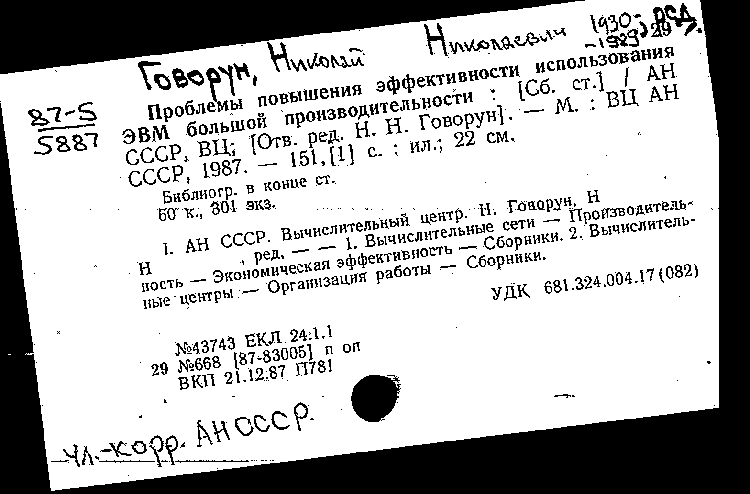 Говорун, Николай Николаевич 1930-
-1989
87-5
5887
Проблемы повышения эффективности использования
ЭВМ большой производительности : [Сб. ст.] / АН
СССР, ВЦ; [Отв. ред. Н. Н. Говорун]. — М. : ВЦ АН
СССР, 1987. — 151, [1] с. : ил.; 22 см.
Библиогр. в конце ст.
60 к., 301 экз.
1. АН СССР. Вычислительный центр. Н. Говорун, Н
Н , ред. — — 1. Вычислительные сети — Производитель-
ность — Экономическая эффективность — Сборники. 2. Вычислитель-
ные центры — Организация работы — Сборники.
УДК 681.324.004.17(082)
№43743 ЕКЛ 24.1.1
29 №668 [87-83005] п оп
ВКП 21.12.87 П781
Чл.-корр. АН СССР.